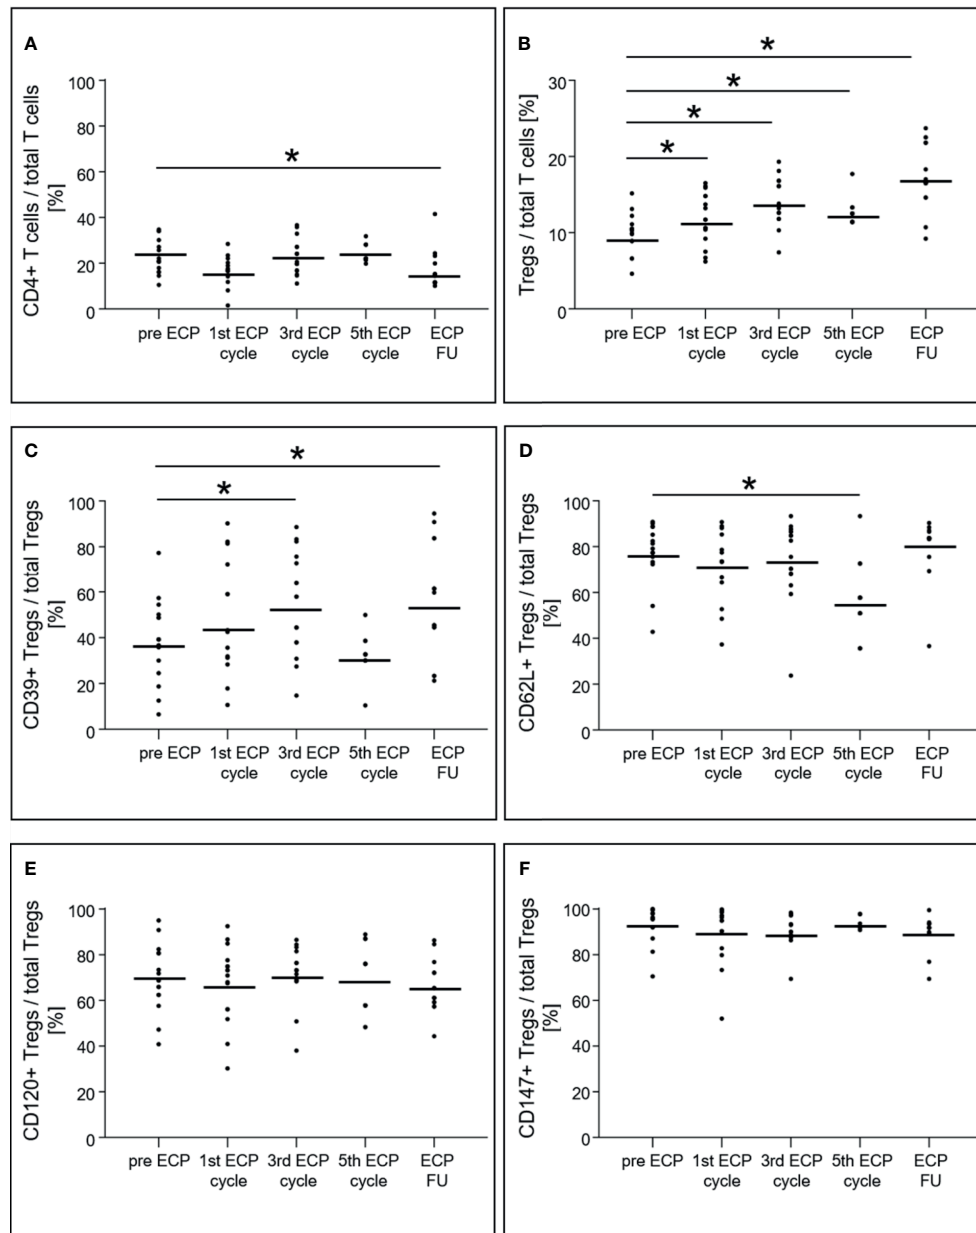 A
CD4+ T cells / total T cells
[%]
100
80
60
40
20
0
*
pre ECP
1st ECP
cycle
3rd ECP
cycle
5th ECP
cycle
ECP
FU
B
Tregs / total T cells [%]
30
20
10
0
*
*
*
*
pre ECP
1st ECP
cycle
3rd ECP
cycle
5th ECP
cycle
ECP
FU
C
CD39+ Tregs / total Tregs
[%]
100
80
60
40
20
0
*
*
pre ECP
1st ECP
cycle
3rd ECP
cycle
5th ECP
cycle
ECP
FU
D
CD62L+ Tregs / total Tregs
[%]
100
80
60
40
20
0
*
pre ECP
1st ECP
cycle
3rd ECP
cycle
5th ECP
cycle
ECP
FU
E
CD120+ Tregs / total Tregs
[%]
100
80
60
40
20
0
pre ECP
1st ECP
cycle
3rd ECP
cycle
5th ECP
cycle
ECP
FU
F
CD147+ Tregs / total Tregs
[%]
100
80
60
40
20
0
pre ECP
1st ECP
cycle
3rd ECP
cycle
5th ECP
cycle
ECP
FU